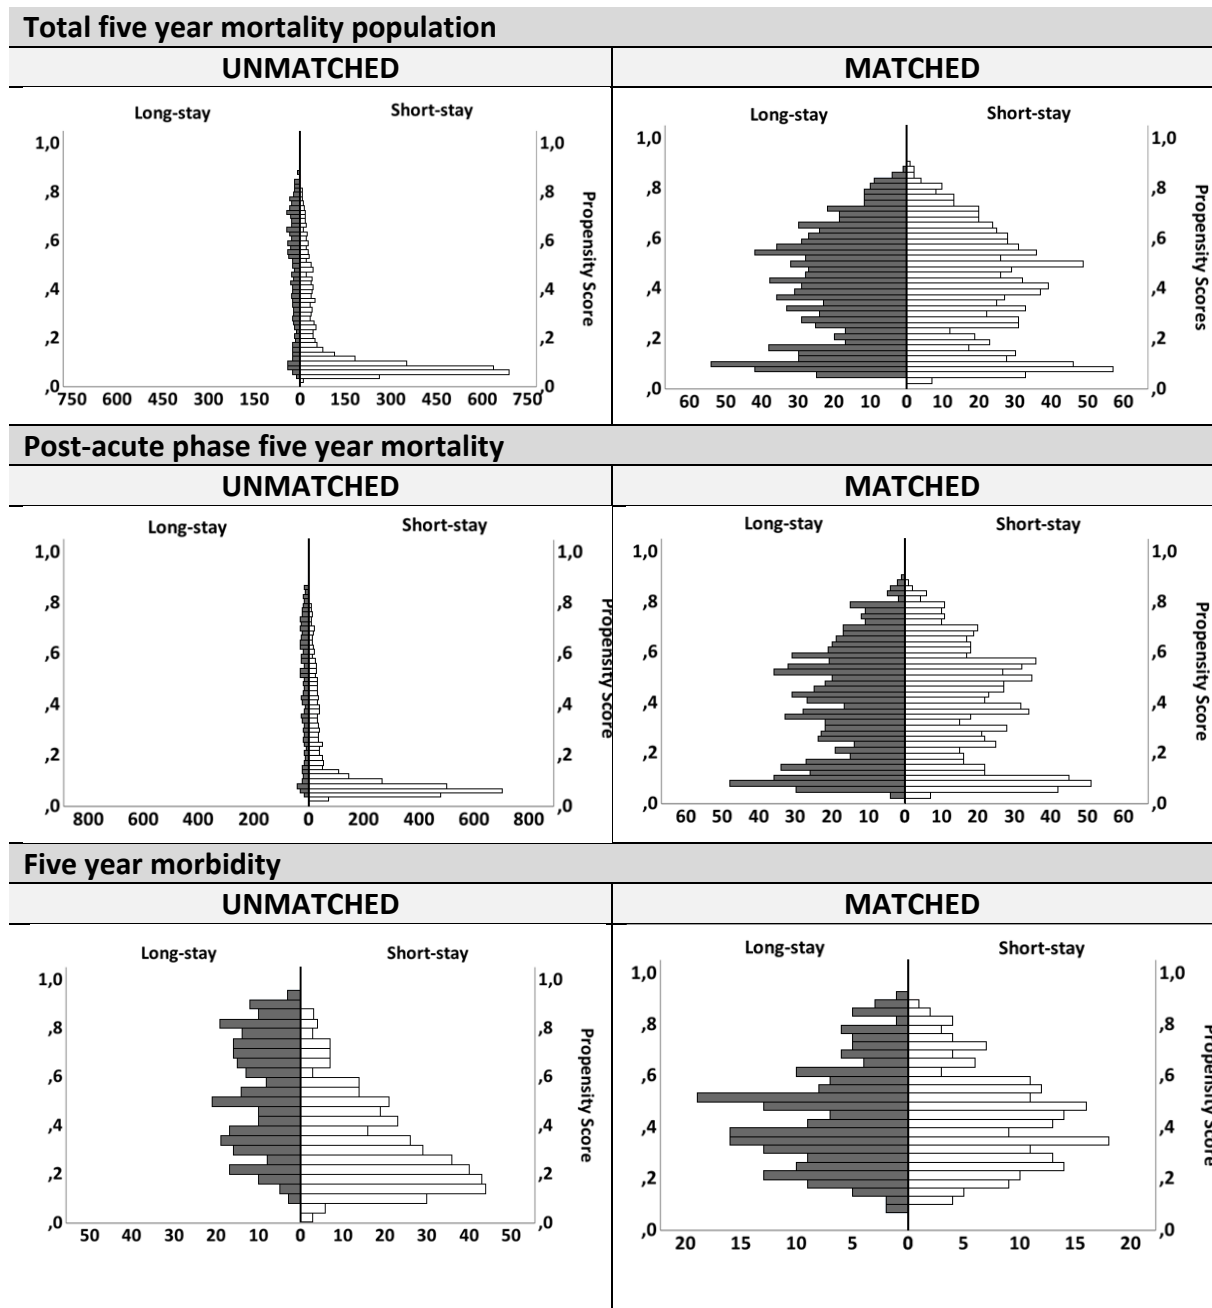 Total five year mortality population
UNMATCHED
MATCHED
Long-stay
Short-stay
1,0
,8
,6
,4
,2
,0
1,0
,8
,6
,4
,2
,0
Propensity Score
750 600 450 300 150 0 150 300 450 600 750
Long-stay
Short-stay
1,0
,8
,6
,4
,2
,0
1,0
,8
,6
,4
,2
,0
Propensity Scores
60 50 40 30 20 10 0 10 20 30 40 50 60
Post-acute phase five year mortality
UNMATCHED
MATCHED
Long-stay
Short-stay
1,0
,8
,6
,4
,2
,0
1,0
,8
,6
,4
,2
,0
Propensity Score
800 600 400 200 0 200 400 600 800
Long-stay
Short-stay
1,0
,8
,6
,4
,2
,0
1,0
,8
,6
,4
,2
,0
Propensity Score
60 50 40 30 20 10 0 10 20 30 40 50 60
Five year morbidity
UNMATCHED
MATCHED
Long-stay
Short-stay
1,0
,8
,6
,4
,2
,0
1,0
,8
,6
,4
,2
,0
Propensity Score
50 40 30 20 10 0 10 20 30 40 50
Long-stay
Short-stay
1,0
,8
,6
,4
,2
,0
1,0
,8
,6
,4
,2
,0
Propensity Score
20 15 10 5 0 5 10 15 20